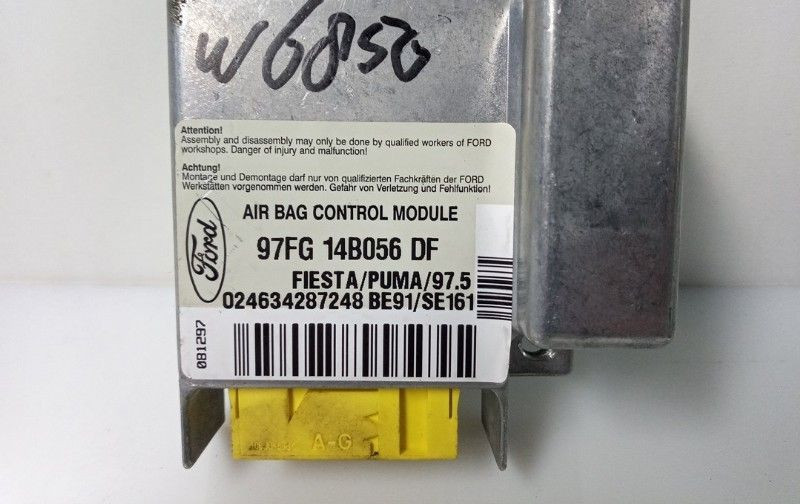 W6850
Attention!
Assembly and disassembly may only be done by qualified workers of FORD
workshops. Danger of injury and malfunction!
Achtung!
Montage und Demontage darf nur von qualifizierten Fachkräften der FORD
Werkstätten vorgenommen werden. Gefahr von Verletzung und Fehlfunktion!
Ford
AIR BAG CONTROL MODULE
97FG 14B056 DF
FIESTA/PUMA/97.5
024634287248 BE91/SE161
081297
A-G